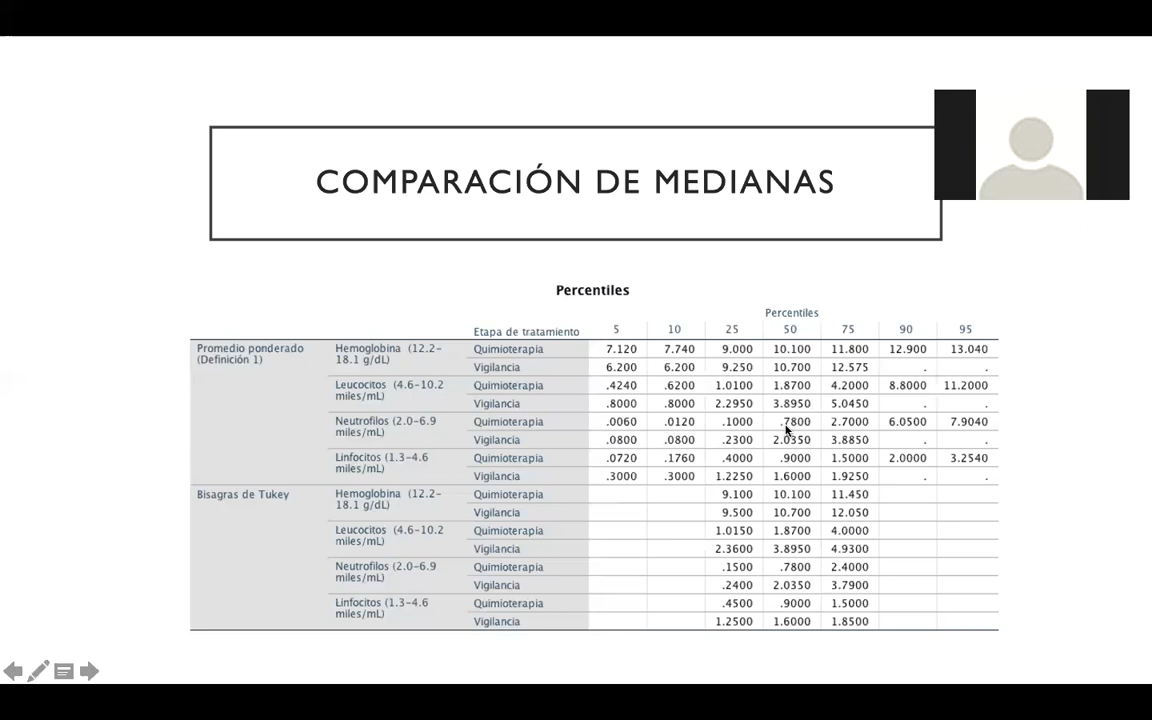 COMPARACIÓN DE MEDIANAS
Percentiles
Percentiles
Etapa de tratamiento 5 10 25 50 75 90 95
Promedio ponderado (Definición 1) Hemoglobina (12.2–18.1 g/dL) Quimioterapia 7.120 7.740 9.000 10.100 11.800 12.900 13.040
Vigilancia 6.200 6.200 9.250 10.700 12.575 . .
Leucocitos (4.6–10.2 miles/mL) Quimioterapia .4240 .6200 1.0100 1.8700 4.2000 8.8000 11.2000
Vigilancia .8000 .8000 2.2950 3.8950 5.0450 . .
Neutrofilos (2.0–6.9 miles/mL) Quimioterapia .0060 .0120 .1000 .7800 2.7000 6.0500 7.9040
Vigilancia .0800 .0800 .2300 2.0350 3.8850 . .
Linfocitos (1.3–4.6 miles/mL) Quimioterapia .0720 .1760 .4000 .9000 1.5000 2.0000 3.2540
Vigilancia .3000 .3000 1.2250 1.6000 1.9250 . .
Bisagras de Tukey Hemoglobina (12.2–18.1 g/dL) Quimioterapia 9.100 10.100 11.450
Vigilancia 9.500 10.700 12.050
Leucocitos (4.6–10.2 miles/mL) Quimioterapia 1.0150 1.8700 4.0000
Vigilancia 2.3600 3.8950 4.9300
Neutrofilos (2.0–6.9 miles/mL) Quimioterapia .1500 .7800 2.4000
Vigilancia .2400 2.0350 3.7900
Linfocitos (1.3–4.6 miles/mL) Quimioterapia .4500 .9000 1.5000
Vigilancia 1.2500 1.6000 1.8500